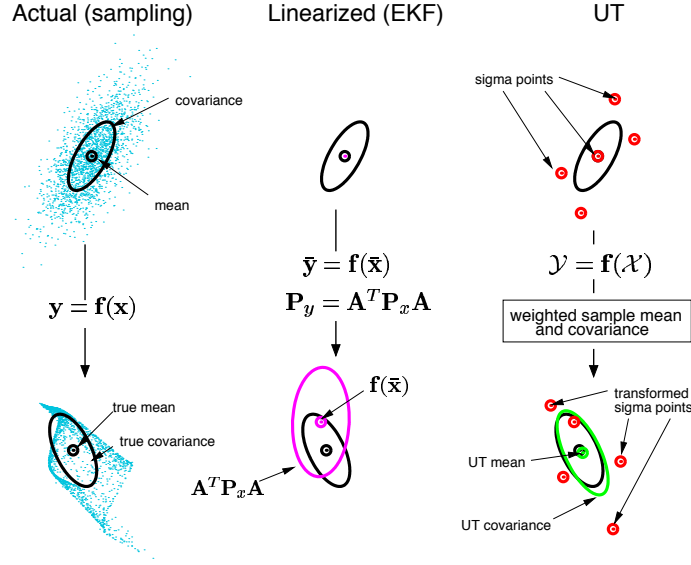 Actual (sampling)
Linearized (EKF)
UT
covariance
mean
sigma points
y = f(x)
ȳ = f(x̄)
P_y = A^T P_x A
𝒴 = f(𝒳)
weighted sample mean
and covariance
true mean
true covariance
f(x̄)
A^T P_x A
transformed
sigma points
UT mean
UT covariance